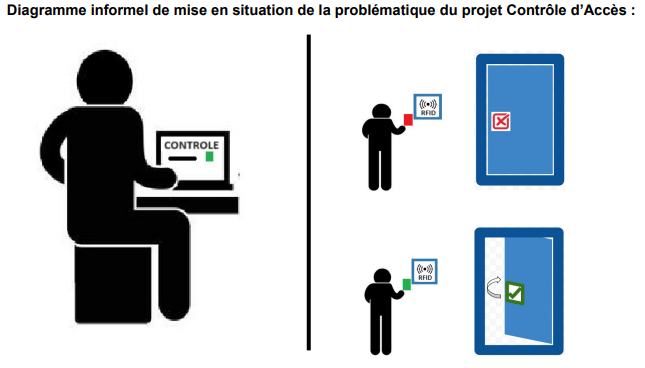 Diagramme informel de mise en situation de la problématique du projet Contrôle d’Accès :
CONTROLE
RFID
RFID